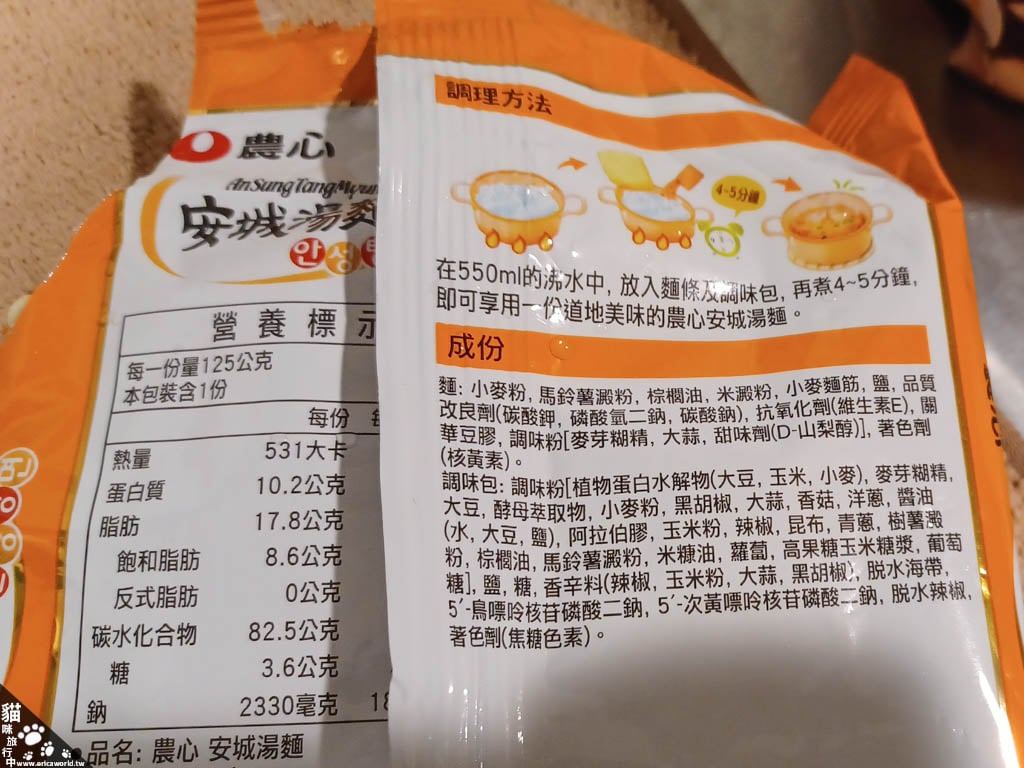 農心
AnSungTangMyun
安城湯麵
안성탕
營養標示
每一份量125公克
本包裝含1份
每份
熱量 531大卡
蛋白質 10.2公克
脂肪 17.8公克
飽和脂肪 8.6公克
反式脂肪 0公克
碳水化合物 82.5公克
糖 3.6公克
鈉 2330毫克 18
品名: 農心 安城湯麵
調理方法
4~5分鐘
在550ml的沸水中, 放入麵條及調味包, 再煮4~5分鐘,
即可享用一份道地美味的農心安城湯麵。
成份
麵: 小麥粉, 馬鈴薯澱粉, 棕櫚油, 米澱粉, 小麥麵筋, 鹽, 品質
改良劑(碳酸鉀, 磷酸氫二鈉, 碳酸鈉), 抗氧化劑(維生素E), 關
華豆膠, 調味粉[麥芽糊精, 大蒜, 甜味劑(D-山梨醇)], 著色劑
(核黃素)。
調味包: 調味粉[植物蛋白水解物(大豆, 玉米, 小麥), 麥芽糊精,
大豆, 酵母萃取物, 小麥粉, 黑胡椒, 大蒜, 香菇, 洋蔥, 醬油
(水, 大豆, 鹽), 阿拉伯膠, 玉米粉, 辣椒, 昆布, 青蔥, 樹薯澱
粉, 棕櫚油, 馬鈴薯澱粉, 米糠油, 蘿蔔, 高果糖玉米糖漿, 葡萄
糖], 鹽, 糖, 香辛料(辣椒, 玉米粉, 大蒜, 黑胡椒), 脫水海帶,
5´-鳥嘌呤核苷磷酸二鈉, 5´-次黃嘌呤核苷磷酸二鈉, 脫水辣椒,
著色劑(焦糖色素)。
貓咪旅行中
www.ericaworld.tw